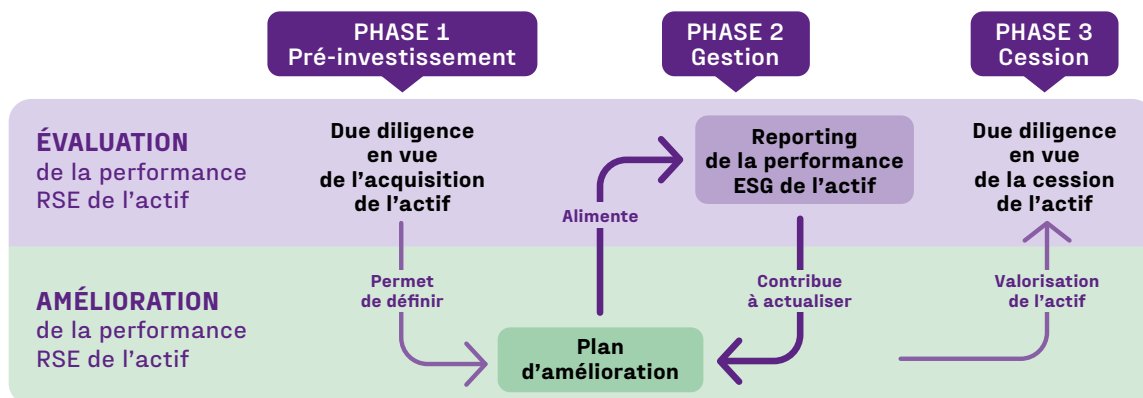 PHASE 1
Pré-investissement
PHASE 2
Gestion
PHASE 3
Cession
ÉVALUATION
de la performance
RSE de l'actif
Due diligence
en vue
de l'acquisition
de l'actif
Reporting
de la performance
ESG de l'actif
Due diligence
en vue
de la cession
de l'actif
Alimente
Permet
de définir
Contribue
à actualiser
Valorisation
de l'actif
AMÉLIORATION
de la performance
RSE de l'actif
Plan
d'amélioration